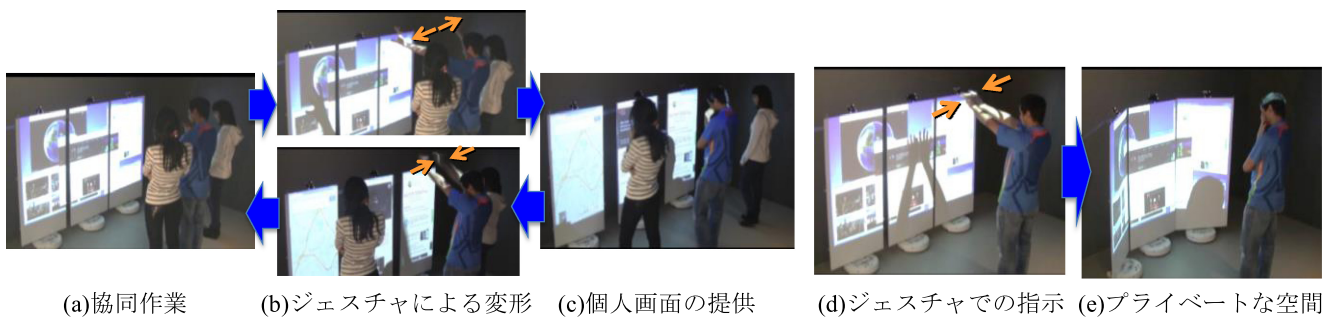 (a)協同作業
(b)ジェスチャによる変形
(c)個人画面の提供
(d)ジェスチャでの指示
(e)プライベートな空間